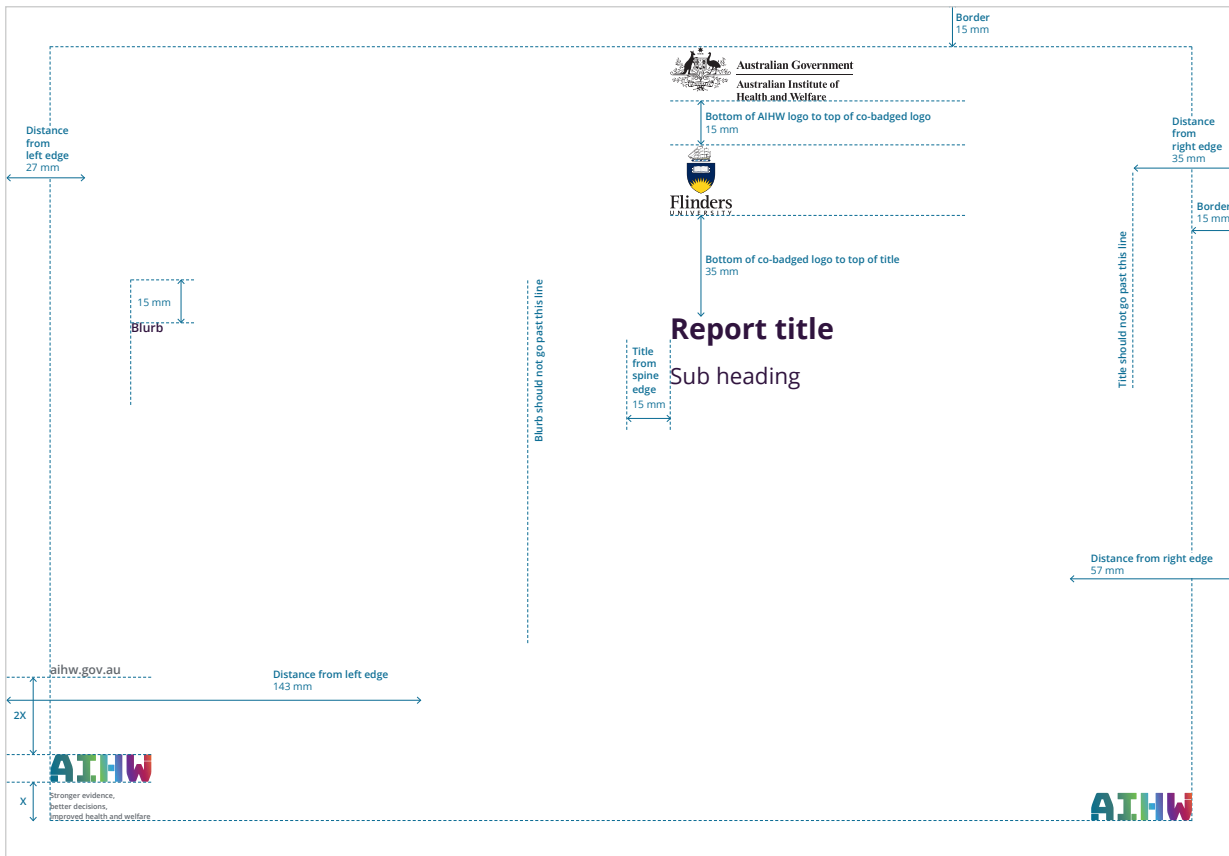 Border
15 mm
Australian Government
Australian Institute of
Health and Welfare
Bottom of AIHW logo to top of co-badged logo
15 mm
Distance
from
left edge
27 mm
Distance
from
right edge
35 mm
Flinders
UNIVERSITY
Border
15 mm
Bottom of co-badged logo to top of title
35 mm
Title should not go past this line
15 mm
Blurb
Blurb should not go past this line
Report title
Title
from
spine
edge
15 mm
Sub heading
Distance from right edge
57 mm
aihw.gov.au
Distance from left edge
143 mm
2X
AIHW
X
Stronger evidence,
better decisions,
improved health and welfare
AIHW